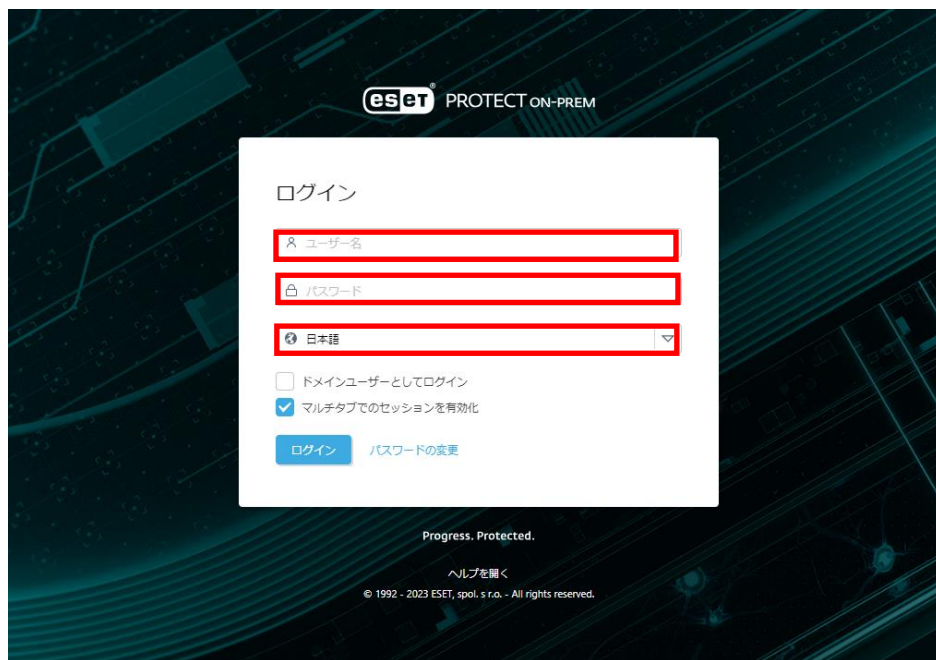 eset® PROTECT ON-PREM
ログイン
ユーザー名
パスワード
日本語
ドメインユーザーとしてログイン
マルチタブでのセッションを有効化
ログイン パスワードの変更
Progress. Protected.
ヘルプを開く
© 1992 - 2023 ESET, spol. s r.o. - All rights reserved.